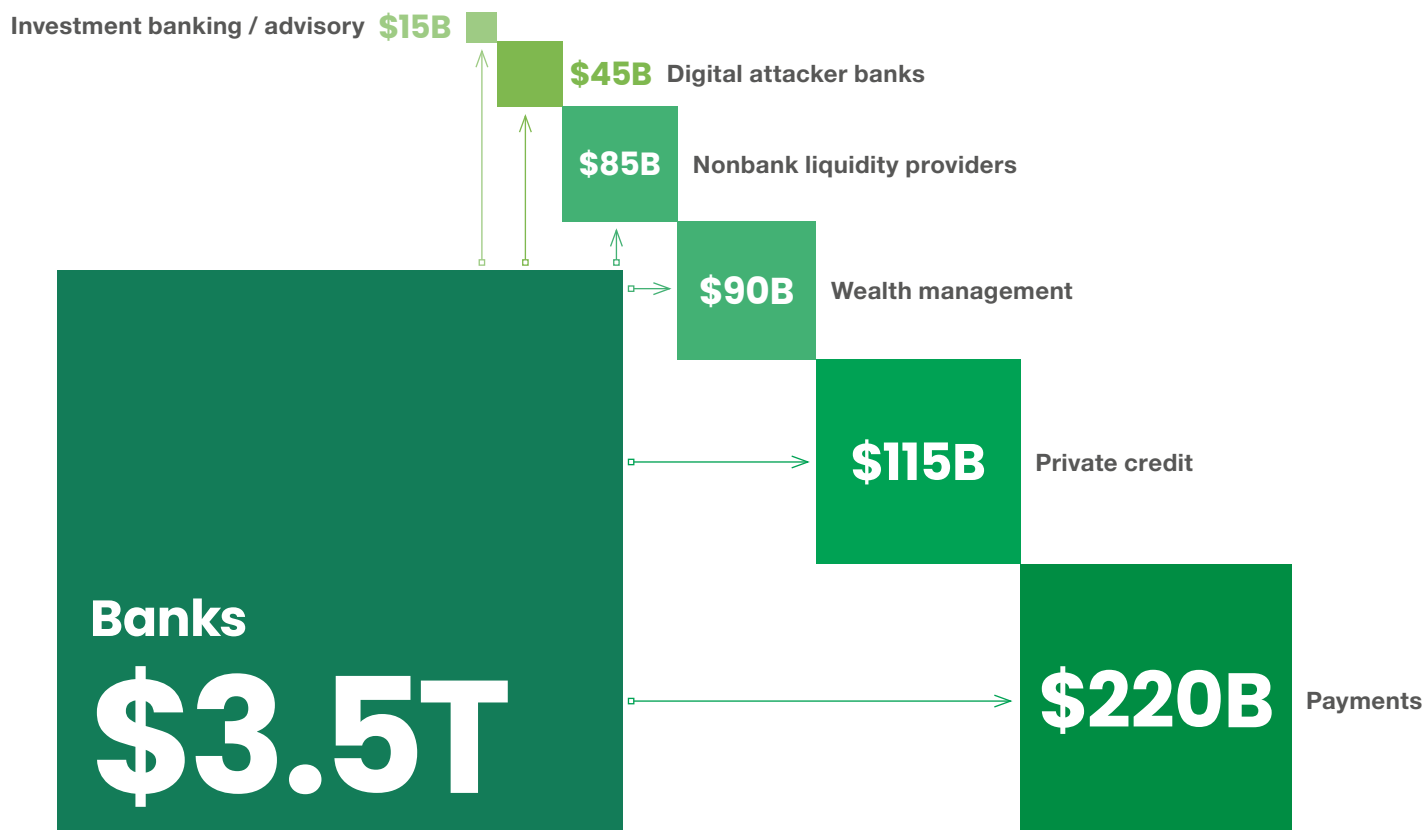 Investment banking / advisory $15B
$45B Digital attacker banks
$85B Nonbank liquidity providers
$90B Wealth management
$115B Private credit
Banks
$3.5T
$220B Payments